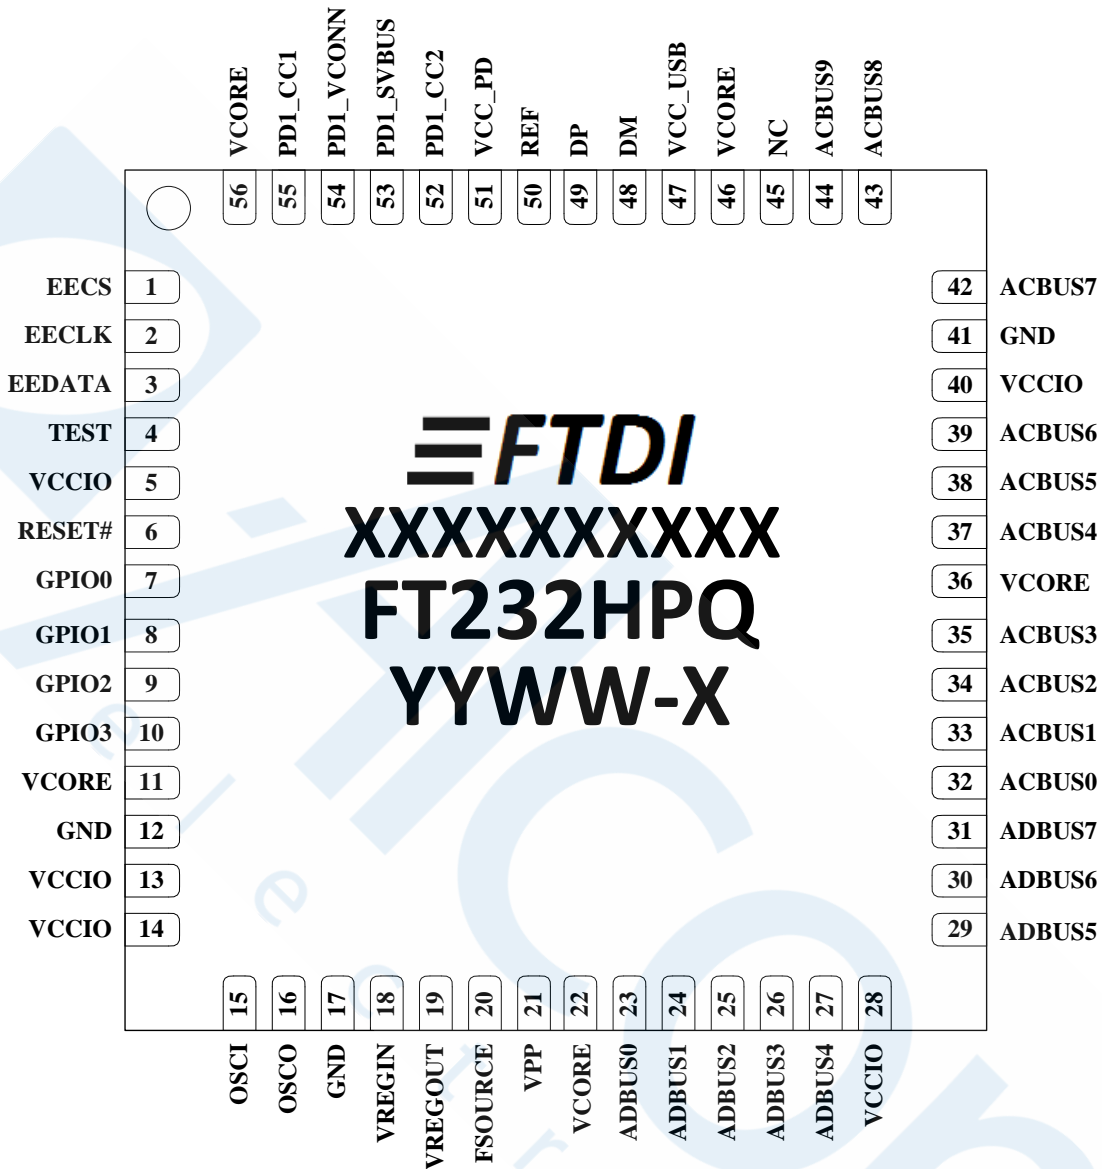 VCORE
PD1_CC1
PD1_VCONN
PD1_SVBUS
PD1_CC2
VCC_PD
REF
DP
DM
VCC_USB
VCORE
NC
ACBUS9
ACBUS8
56
55
54
53
52
51
50
49
48
47
46
45
44
43
EECS 1
EECLK 2
EEDATA 3
TEST 4
VCCIO 5
RESET# 6
GPIO0 7
GPIO1 8
GPIO2 9
GPIO3 10
VCORE 11
GND 12
VCCIO 13
VCCIO 14
FTDI
XXXXXXXXXX
FT232HPQ
YYWW-X
42 ACBUS7
41 GND
40 VCCIO
39 ACBUS6
38 ACBUS5
37 ACBUS4
36 VCORE
35 ACBUS3
34 ACBUS2
33 ACBUS1
32 ACBUS0
31 ADBUS7
30 ADBUS6
29 ADBUS5
15
16
17
18
19
20
21
22
23
24
25
26
27
28
OSCI
OSCO
GND
VREGIN
VREGOUT
FSOURCE
VPP
VCORE
ADBUS0
ADBUS1
ADBUS2
ADBUS3
ADBUS4
VCCIO